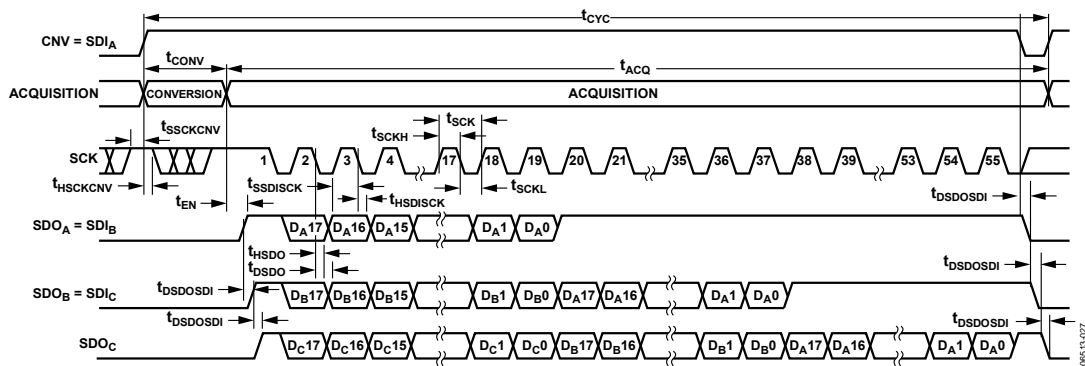 tCYC
CNV = SDIA
tCONV
tACQ
ACQUISITION CONVERSION ACQUISITION
tSSCKCNV
tSCK
tSCKH
SCK 1 2 3 4 17 18 19 20 21 35 36 37 38 39 53 54 55
tHSCKCNV
tSSDISCK
tHSDISCK
tSCKL
tEN
tDSDOSDI
SDOA = SDIB DA17 DA16 DA15 DA1 DA0
tHSDO
tDSDO
tDSDOSDI
tDSDOSDI
SDOB = SDIC DB17 DB16 DB15 DB1 DB0 DA17 DA16 DA1 DA0
tDSDOSDI
tDSDOSDI
SDOC DC17 DC16 DC15 DC1 DC0 DB17 DB16 DB1 DB0 DA17 DA16 DA1 DA0
06513-027